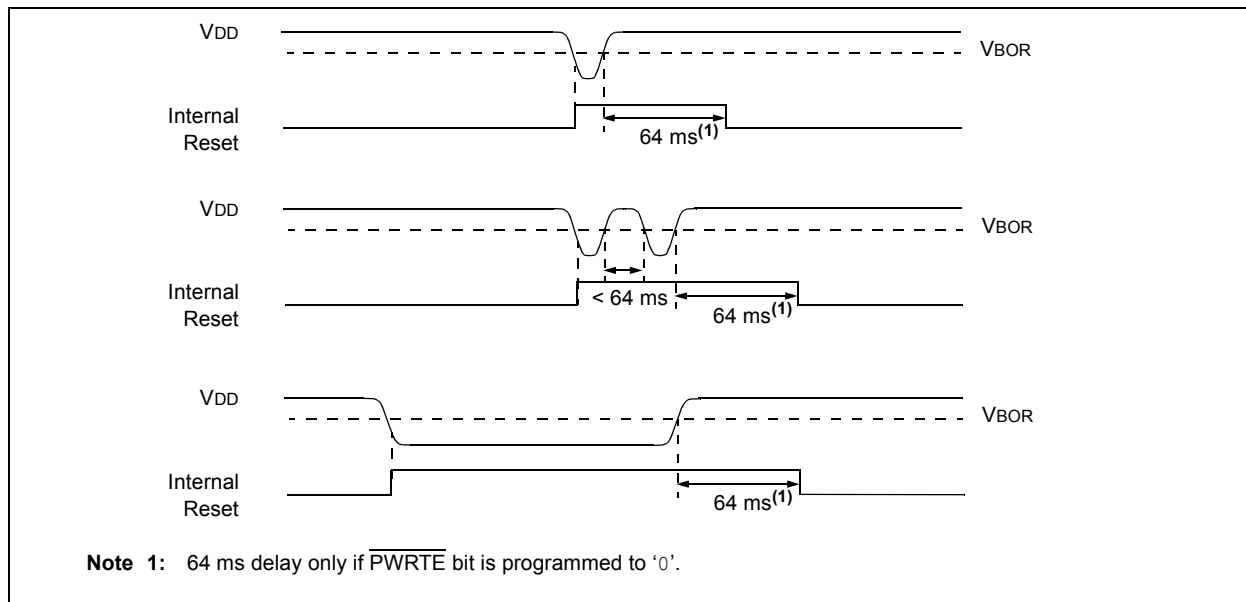 VDD
VBOR
Internal
Reset
64 ms(1)
VDD
VBOR
Internal
Reset
< 64 ms
64 ms(1)
VDD
VBOR
Internal
Reset
64 ms(1)
Note 1: 64 ms delay only if PWRTE bit is programmed to ‘0’.